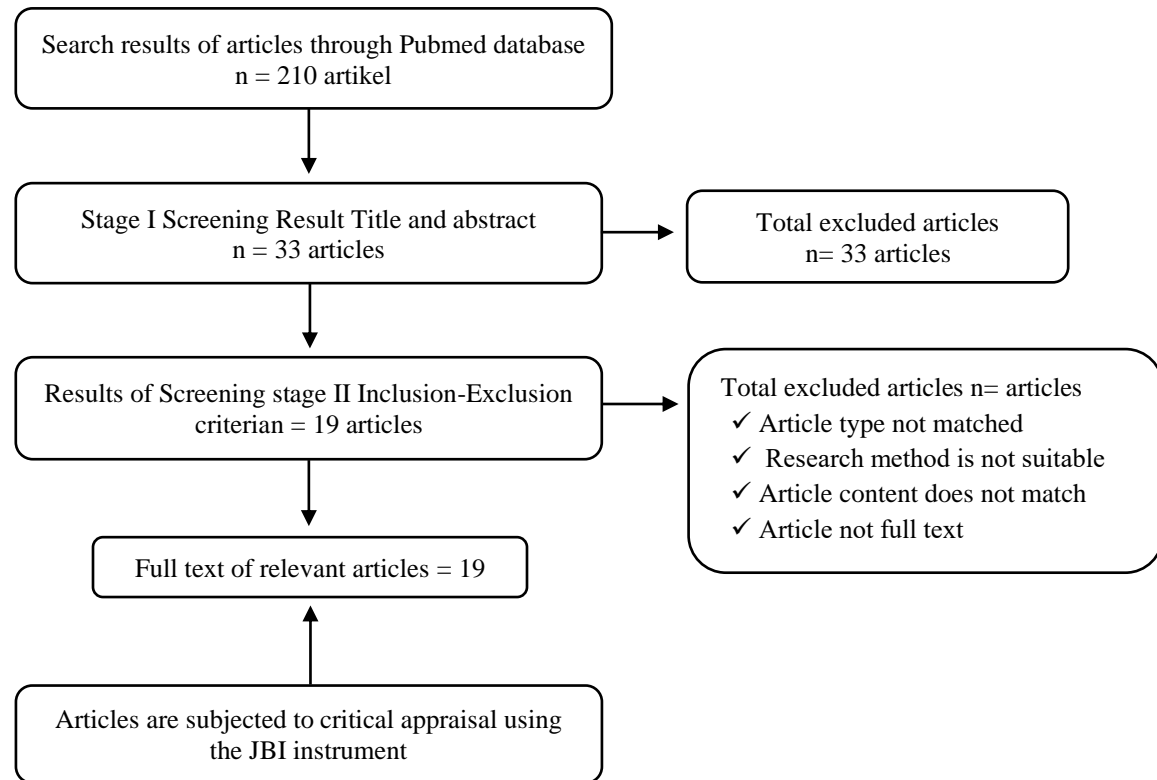 Search results of articles through Pubmed database
n = 210 artikel
Stage I Screening Result Title and abstract
n = 33 articles
Total excluded articles
n= 33 articles
Results of Screening stage II Inclusion-Exclusion
criterian = 19 articles
Total excluded articles n= articles
✓ Article type not matched
✓ Research method is not suitable
✓ Article content does not match
✓ Article not full text
Full text of relevant articles = 19
Articles are subjected to critical appraisal using
the JBI instrument